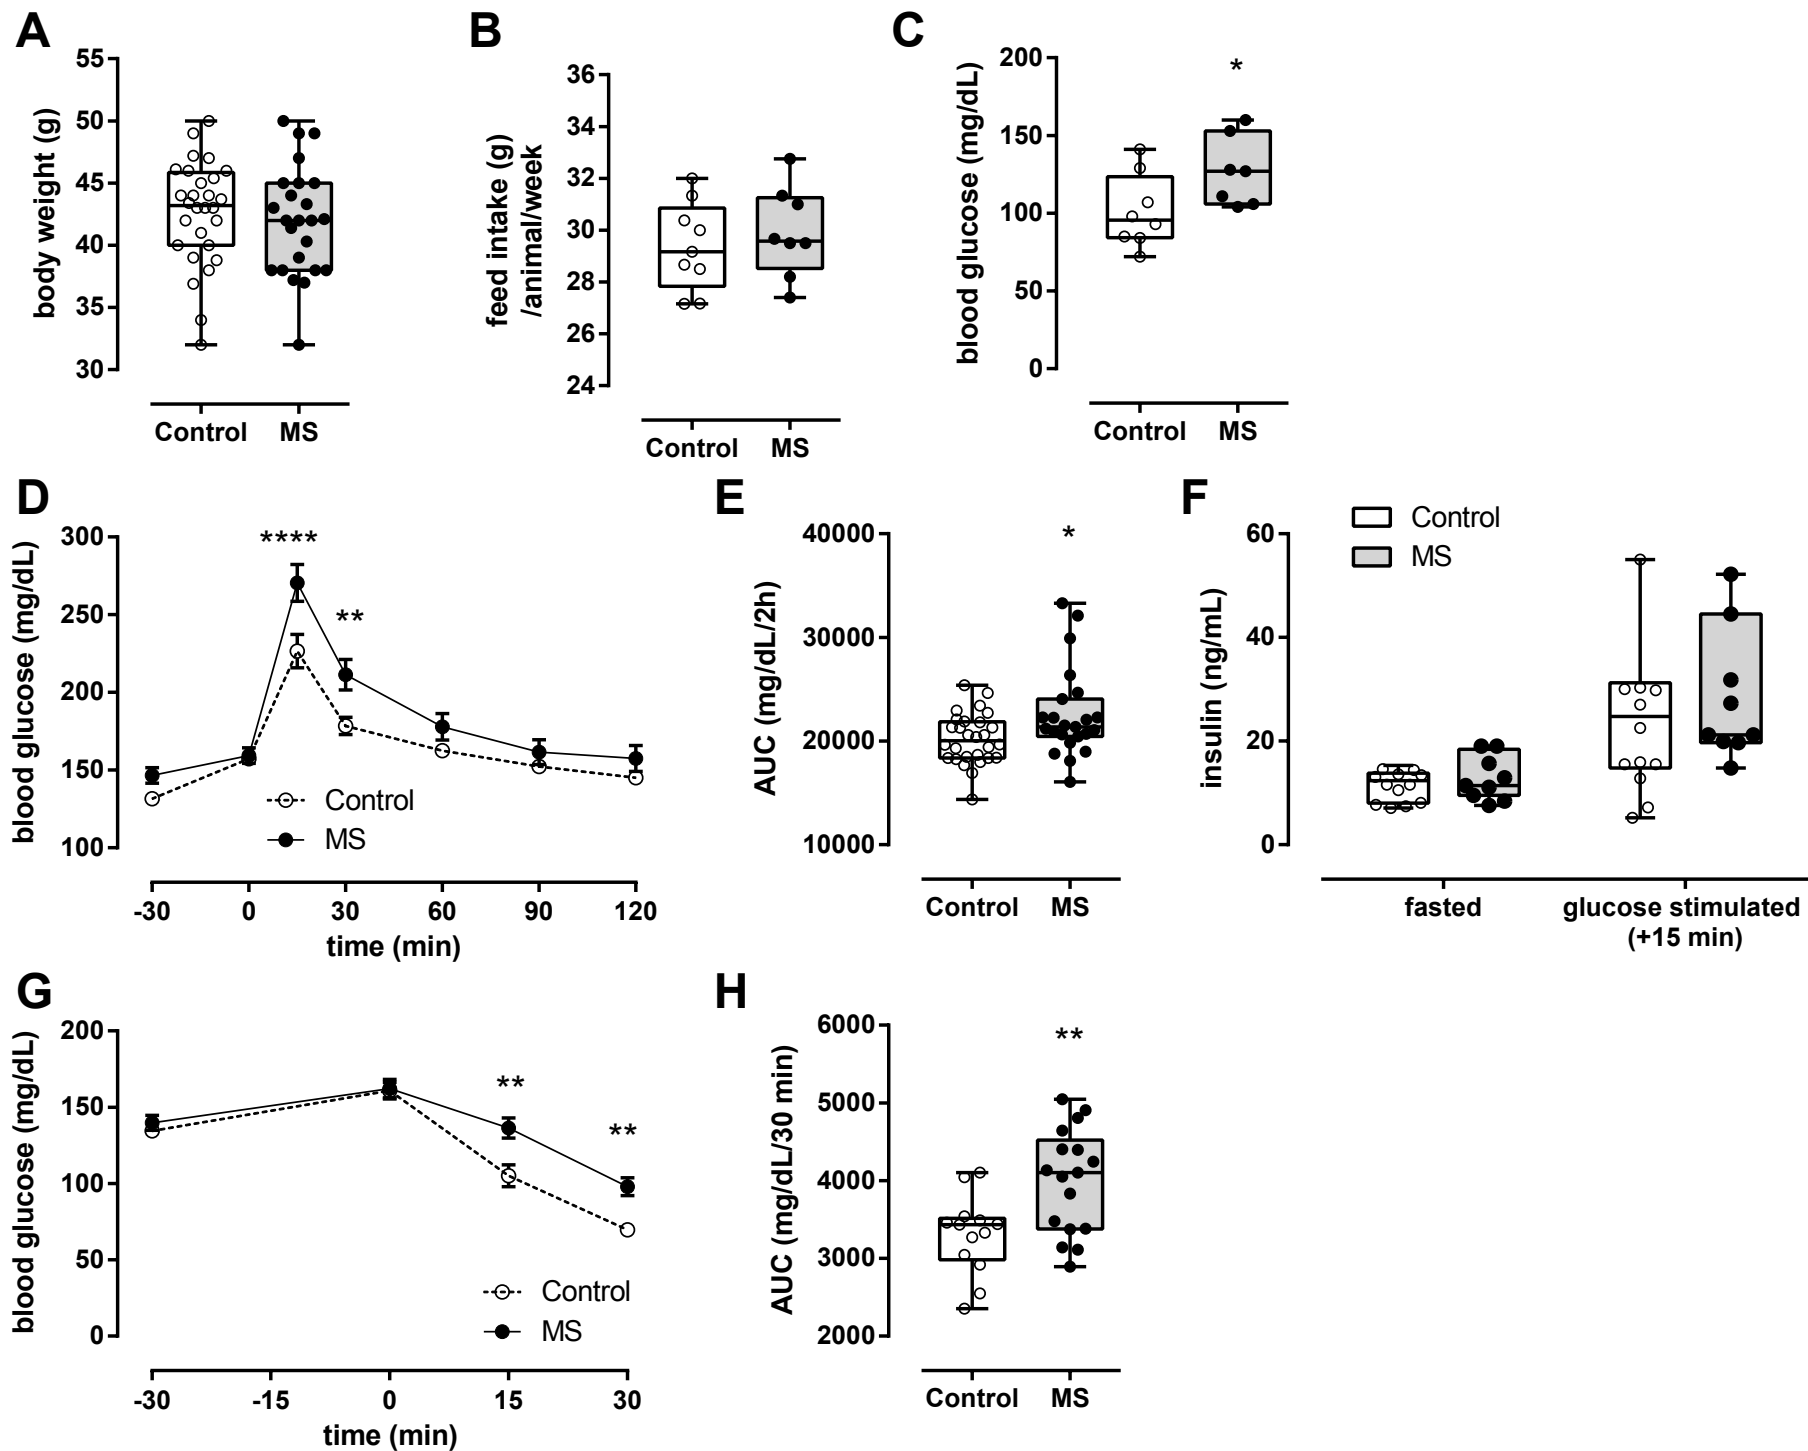 A
body weight (g)
55
50
45
40
35
30
Control MS
B
feed intake (g)
/animal/week
36
34
32
30
28
26
24
Control MS
C
blood glucose (mg/dL)
200
150
100
50
0
*
Control MS
D
blood glucose (mg/dL)
300
250
200
150
100
****
**
Control
MS
-30 0 30 60 90 120
time (min)
E
AUC (mg/dL/2h)
40000
30000
20000
10000
*
Control MS
F
insulin (ng/mL)
60
40
20
0
Control
MS
fasted glucose stimulated
(+15 min)
G
blood glucose (mg/dL)
200
150
100
50
0
**
**
Control
MS
-30 -15 0 15 30
time (min)
H
AUC (mg/dL/30 min)
6000
5000
4000
3000
2000
**
Control MS